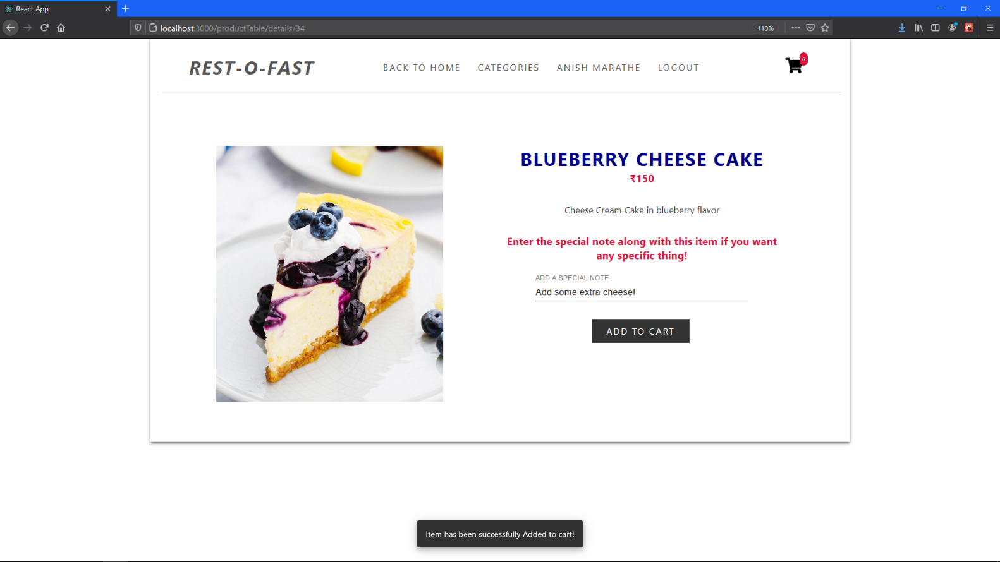 React App
localhost:3000/productTable/details/34
110%
REST-O-FAST
BACK TO HOME
CATEGORIES
ANISH MARATHE
LOGOUT
6
BLUEBERRY CHEESE CAKE
₹150
Cheese Cream Cake in blueberry flavor
Enter the special note along with this item if you want
any specific thing!
ADD A SPECIAL NOTE
Add some extra cheese!
ADD TO CART
Item has been successfully Added to cart!